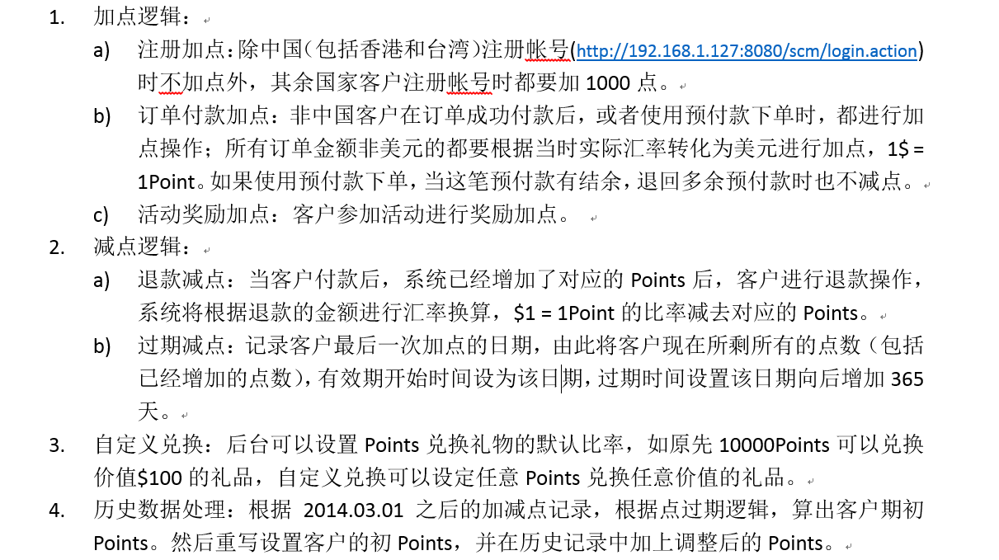 1. 加点逻辑：
a) 注册加点：除中国（包括香港和台湾）注册帐号(http://192.168.1.127:8080/scm/login.action)
时不加点外，其余国家客户注册帐号时都要加 1000 点。
b) 订单付款加点：非中国客户在订单成功付款后，或者使用预付款下单时，都进行加
点操作；所有订单金额非美元的都要根据当时实际汇率转化为美元进行加点，1$ =
1Point。如果使用预付款下单，当这笔预付款有结余，退回多余预付款时也不减点。
c) 活动奖励加点：客户参加活动进行奖励加点。
2. 减点逻辑：
a) 退款减点：当客户付款后，系统已经增加了对应的 Points 后，客户进行退款操作，
系统将根据退款的金额进行汇率换算，$1 = 1Point 的比率减去对应的 Points。
b) 过期减点：记录客户最后一次加点的日期，由此将客户现在所剩所有的点数（包括
已经增加的点数），有效期开始时间设为该日期，过期时间设置该日期向后增加 365
天。
3. 自定义兑换：后台可以设置 Points 兑换礼物的默认比率，如原先 10000Points 可以兑换
价值$100 的礼品，自定义兑换可以设定任意 Points 兑换任意价值的礼品。
4. 历史数据处理：根据 2014.03.01 之后的加减点记录，根据点过期逻辑，算出客户期初
Points。然后重写设置客户的初 Points，并在历史记录中加上调整后的 Points。